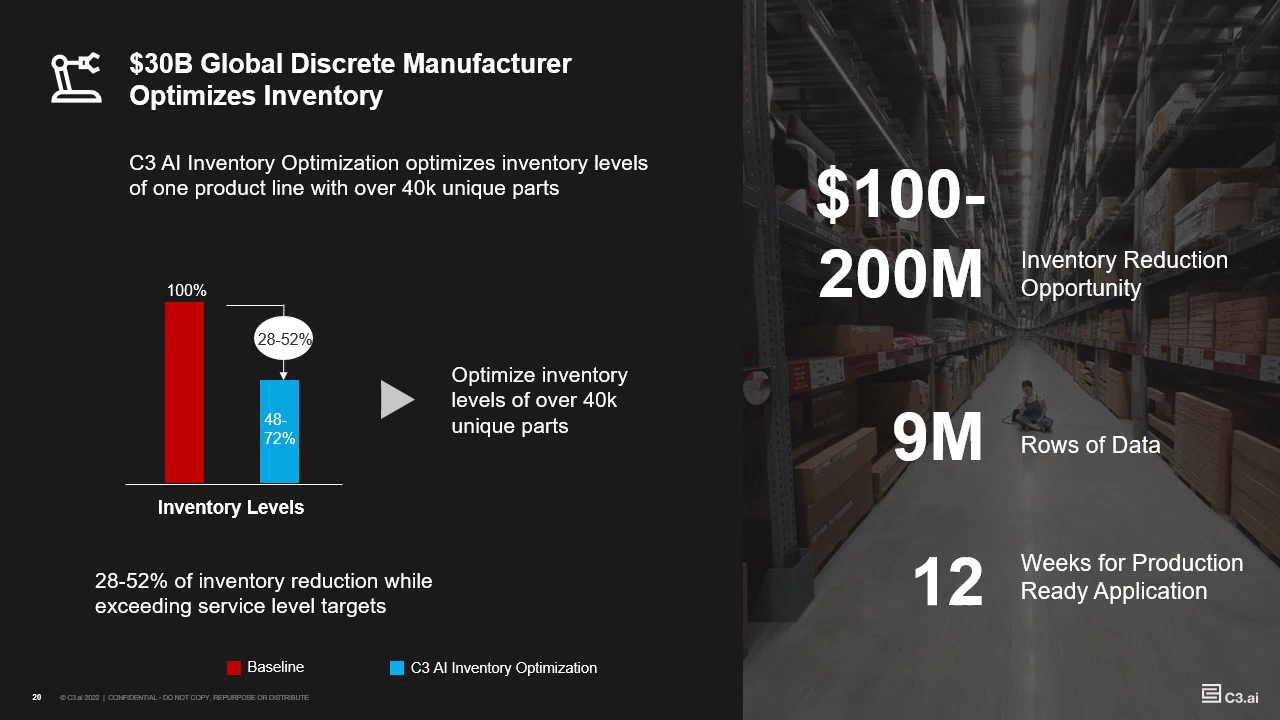 $30B Global Discrete Manufacturer
Optimizes Inventory
C3 AI Inventory Optimization optimizes inventory levels
of one product line with over 40k unique parts
100%
28-52%
48-
72%
Inventory Levels
Optimize inventory
levels of over 40k
unique parts
28-52% of inventory reduction while
exceeding service level targets
Baseline
C3 AI Inventory Optimization
$100-
200M
Inventory Reduction
Opportunity
9M
Rows of Data
12
Weeks for Production
Ready Application
20
© C3.ai 2022 | CONFIDENTIAL - DO NOT COPY, REPURPOSE OR DISTRIBUTE
C3.ai